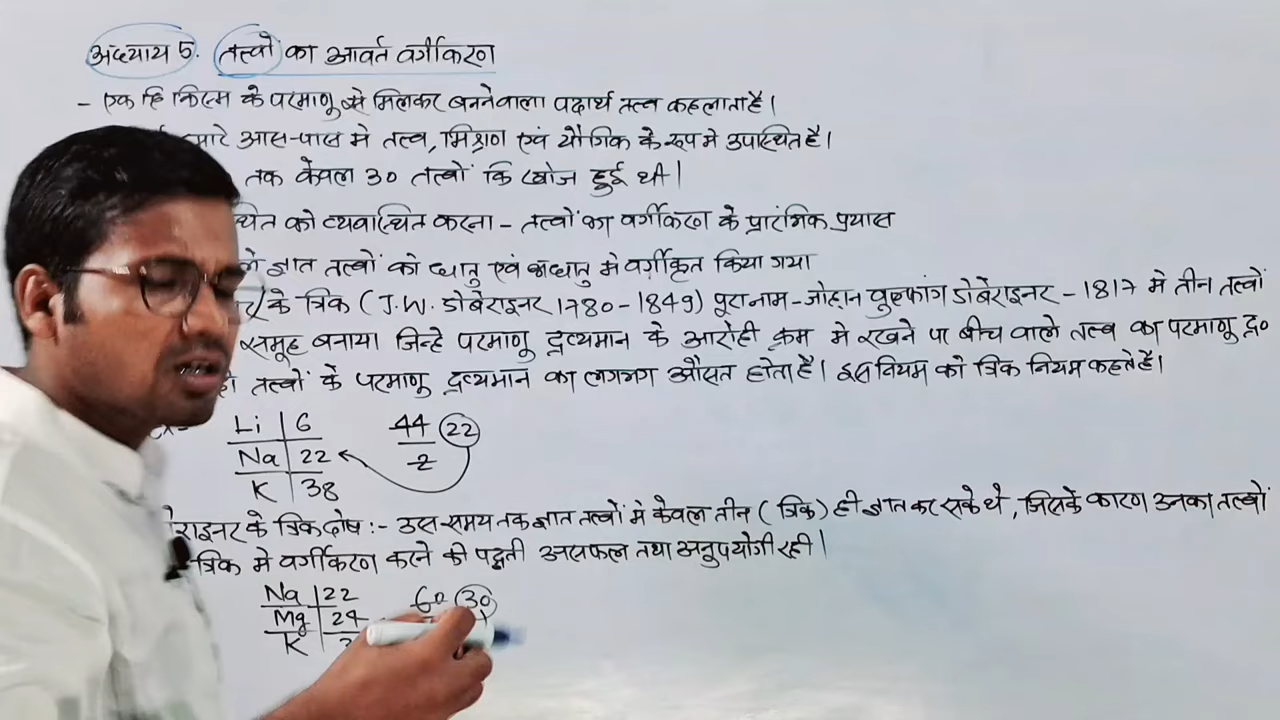 अध्याय 5. तत्त्वों का आवर्त वर्गीकरण
- एक हि किस्म के परमाणु से मिलकर बननेवाला पदार्थ तत्व कहलाता है।
आस-पास मे तत्व, मिश्रण एवं यौगिक के रूप मे उपास्थित है।
तक केवल 30 तत्वों कि खोज हुई थी।
को व्यवास्थित करना - तत्वों का वर्गीकरण के प्रारंभिक प्रयास
ज्ञात तत्वों को धातु एवं अधातु मे वर्गीकृत किया गया
के त्रिक (J.W. डोबेराइनर 1780-1849) पूरा नाम - जोहान वुल्फगांग डोबेराइनर - 1817 मे तीन तत्वों
समूह बनाया जिन्हे परमाणु द्रव्यमान के आरोही क्रम मे रखने पर बीच वाले तत्व का परमाणु द्र०
तत्वों के परमाणु द्रव्यमान का लगभग औसत होता है। इस नियम को त्रिक नियम कहते है।
Li 6 44 22
Na 22 2
K 38
राइनर के त्रिक दोष :- उस समय तक ज्ञात तत्वों मे केवल तीन (त्रिक) ही ज्ञात कर सके थे, जिसके कारण उनका तत्वों
त्रिक मे वर्गीकरण करने की पद्धती असफल तथा अनुपयोगी रही।
Na 22 60 30
Mg 24
K